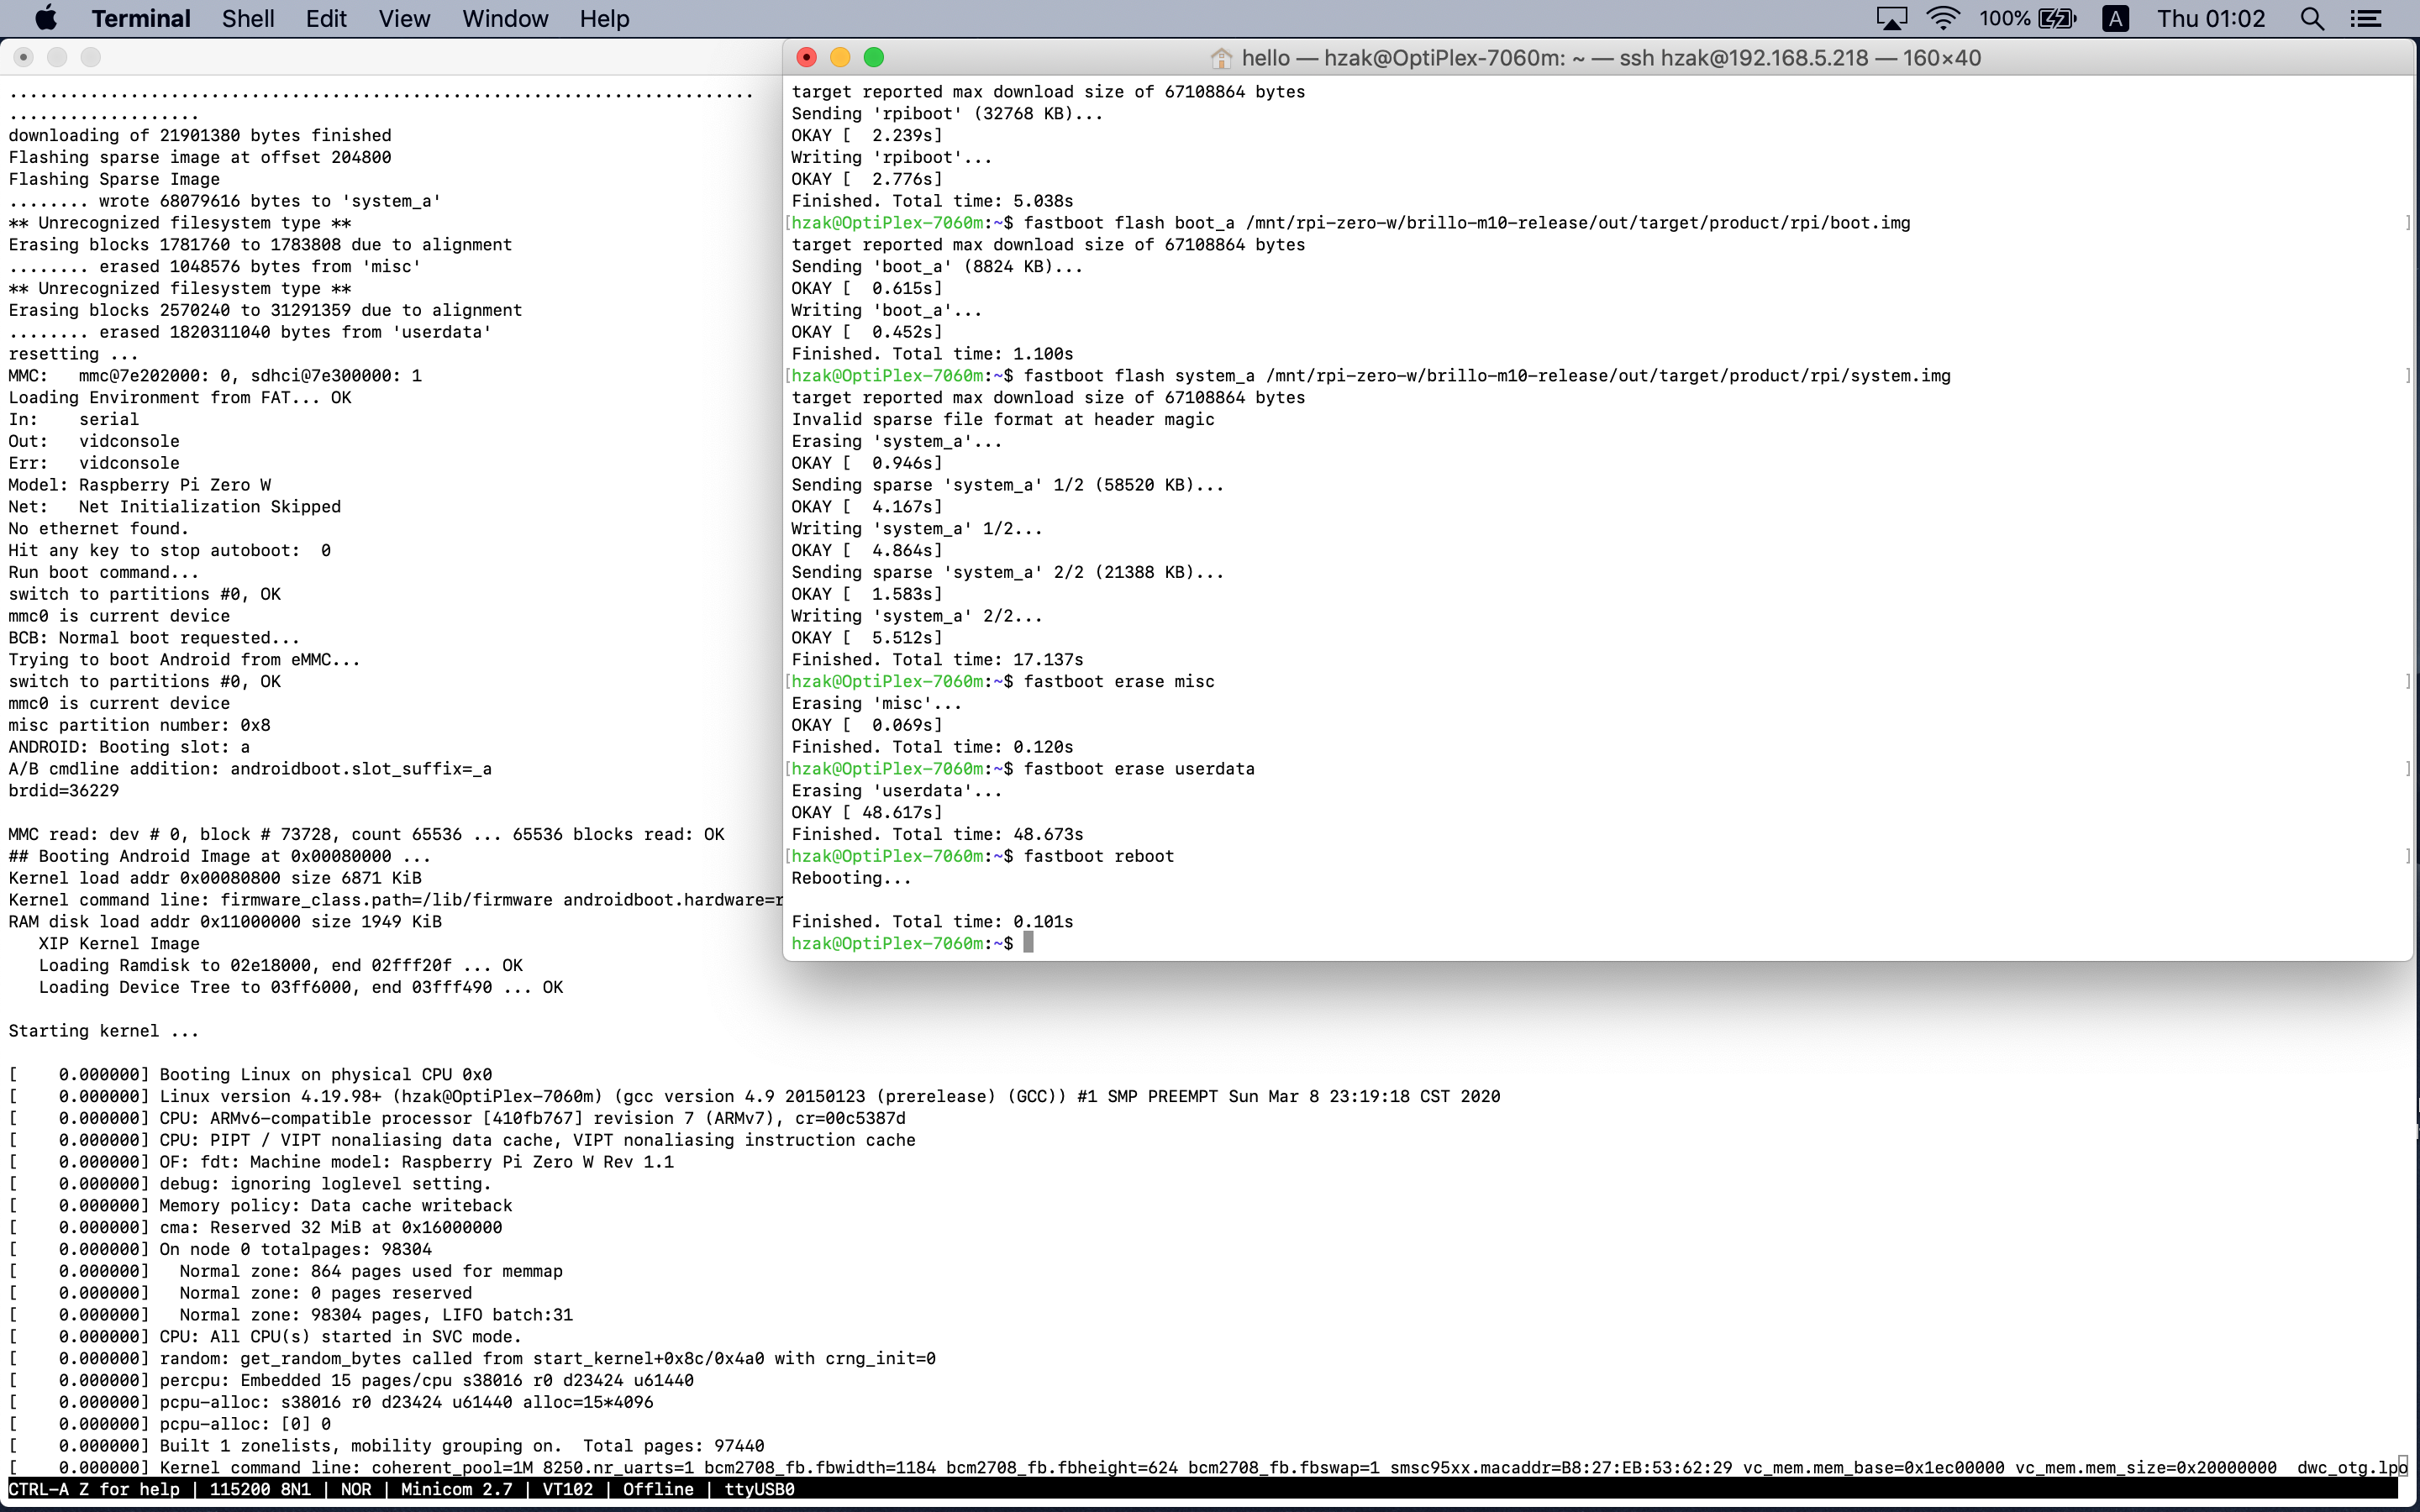 Terminal Shell Edit View Window Help 100% A Thu 01:02
.........................................................................
...................
downloading of 21901380 bytes finished
Flashing sparse image at offset 204800
Flashing Sparse Image
........ wrote 68079616 bytes to 'system_a'
** Unrecognized filesystem type **
Erasing blocks 1781760 to 1783808 due to alignment
........ erased 1048576 bytes from 'misc'
** Unrecognized filesystem type **
Erasing blocks 2570240 to 31291359 due to alignment
........ erased 1820311040 bytes from 'userdata'
resetting ...
MMC:   mmc@7e202000: 0, sdhci@7e300000: 1
Loading Environment from FAT... OK
In:    serial
Out:   vidconsole
Err:   vidconsole
Model: Raspberry Pi Zero W
Net:   Net Initialization Skipped
No ethernet found.
Hit any key to stop autoboot:  0
Run boot command...
switch to partitions #0, OK
mmc0 is current device
BCB: Normal boot requested...
Trying to boot Android from eMMC...
switch to partitions #0, OK
mmc0 is current device
misc partition number: 0x8
ANDROID: Booting slot: a
A/B cmdline addition: androidboot.slot_suffix=_a
brdid=36229
MMC read: dev # 0, block # 73728, count 65536 ... 65536 blocks read: OK
## Booting Android Image at 0x00080000 ...
Kernel load addr 0x00080800 size 6871 KiB
Kernel command line: firmware_class.path=/lib/firmware androidboot.hardware=r
RAM disk load addr 0x11000000 size 1949 KiB
   XIP Kernel Image
   Loading Ramdisk to 02e18000, end 02fff20f ... OK
   Loading Device Tree to 03ff6000, end 03fff490 ... OK
Starting kernel ...
[    0.000000] Booting Linux on physical CPU 0x0
[    0.000000] Linux version 4.19.98+ (hzak@OptiPlex-7060m) (gcc version 4.9 20150123 (prerelease) (GCC)) #1 SMP PREEMPT Sun Mar 8 23:19:18 CST 2020
[    0.000000] CPU: ARMv6-compatible processor [410fb767] revision 7 (ARMv7), cr=00c5387d
[    0.000000] CPU: PIPT / VIPT nonaliasing data cache, VIPT nonaliasing instruction cache
[    0.000000] OF: fdt: Machine model: Raspberry Pi Zero W Rev 1.1
[    0.000000] debug: ignoring loglevel setting.
[    0.000000] Memory policy: Data cache writeback
[    0.000000] cma: Reserved 32 MiB at 0x16000000
[    0.000000] On node 0 totalpages: 98304
[    0.000000]   Normal zone: 864 pages used for memmap
[    0.000000]   Normal zone: 0 pages reserved
[    0.000000]   Normal zone: 98304 pages, LIFO batch:31
[    0.000000] CPU: All CPU(s) started in SVC mode.
[    0.000000] random: get_random_bytes called from start_kernel+0x8c/0x4a0 with crng_init=0
[    0.000000] percpu: Embedded 15 pages/cpu s38016 r0 d23424 u61440
[    0.000000] pcpu-alloc: s38016 r0 d23424 u61440 alloc=15*4096
[    0.000000] pcpu-alloc: [0] 0
[    0.000000] Built 1 zonelists, mobility grouping on.  Total pages: 97440
[    0.000000] Kernel command line: coherent_pool=1M 8250.nr_uarts=1 bcm2708_fb.fbwidth=1184 bcm2708_fb.fbheight=624 bcm2708_fb.fbswap=1 smsc95xx.macaddr=B8:27:EB:53:62:29 vc_mem.mem_base=0x1ec00000 vc_mem.mem_size=0x20000000  dwc_otg.lpo
CTRL-A Z for help | 115200 8N1 | NOR | Minicom 2.7 | VT102 | Offline | ttyUSB0
hello — hzak@OptiPlex-7060m: ~ — ssh hzak@192.168.5.218 — 160×40
target reported max download size of 67108864 bytes
Sending 'rpiboot' (32768 KB)...
OKAY [  2.239s]
Writing 'rpiboot'...
OKAY [  2.776s]
Finished. Total time: 5.038s
[hzak@OptiPlex-7060m:~$ fastboot flash boot_a /mnt/rpi-zero-w/brillo-m10-release/out/target/product/rpi/boot.img ]
target reported max download size of 67108864 bytes
Sending 'boot_a' (8824 KB)...
OKAY [  0.615s]
Writing 'boot_a'...
OKAY [  0.452s]
Finished. Total time: 1.100s
[hzak@OptiPlex-7060m:~$ fastboot flash system_a /mnt/rpi-zero-w/brillo-m10-release/out/target/product/rpi/system.img ]
target reported max download size of 67108864 bytes
Invalid sparse file format at header magic
Erasing 'system_a'...
OKAY [  0.946s]
Sending sparse 'system_a' 1/2 (58520 KB)...
OKAY [  4.167s]
Writing 'system_a' 1/2...
OKAY [  4.864s]
Sending sparse 'system_a' 2/2 (21388 KB)...
OKAY [  1.583s]
Writing 'system_a' 2/2...
OKAY [  5.512s]
Finished. Total time: 17.137s
[hzak@OptiPlex-7060m:~$ fastboot erase misc ]
Erasing 'misc'...
OKAY [  0.069s]
Finished. Total time: 0.120s
[hzak@OptiPlex-7060m:~$ fastboot erase userdata ]
Erasing 'userdata'...
OKAY [ 48.617s]
Finished. Total time: 48.673s
[hzak@OptiPlex-7060m:~$ fastboot reboot ]
Rebooting...
Finished. Total time: 0.101s
hzak@OptiPlex-7060m:~$